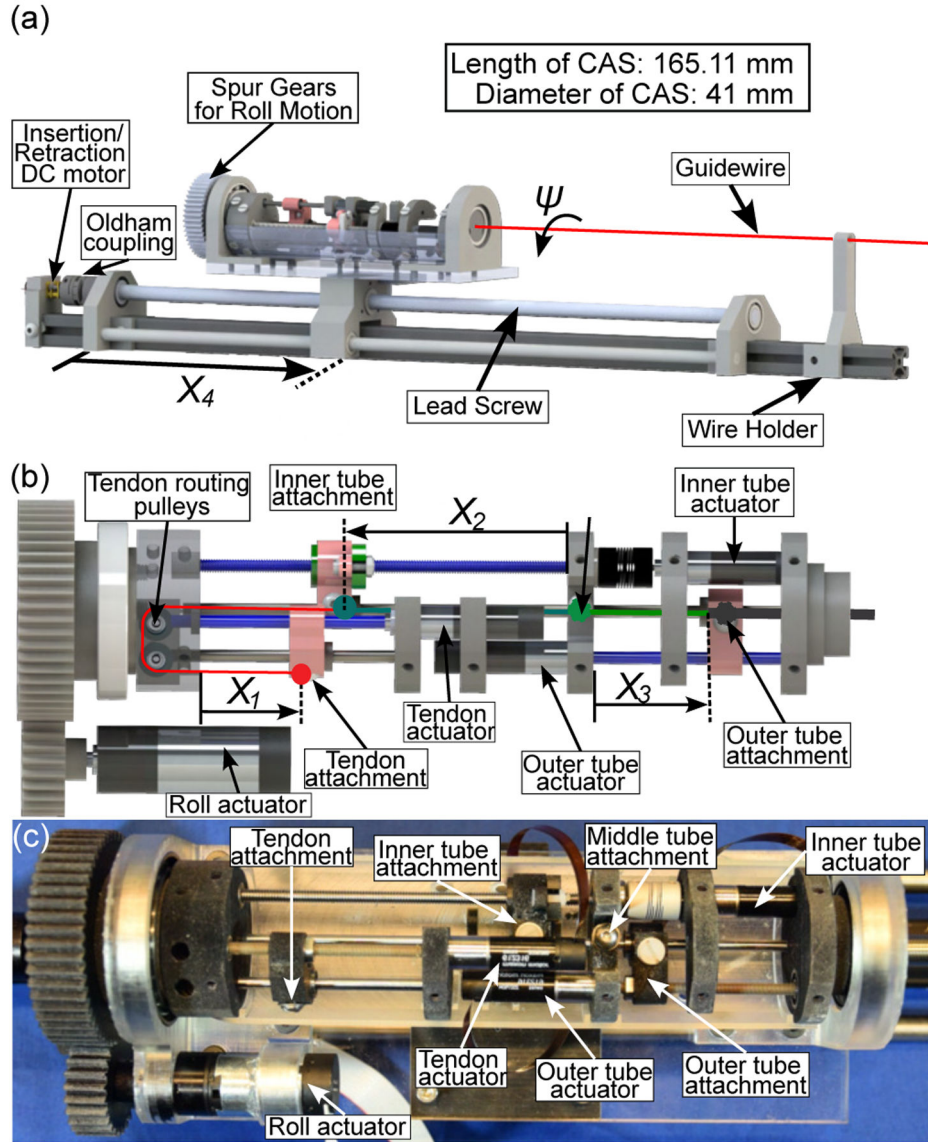 (a)
Length of CAS: 165.11 mm
Diameter of CAS: 41 mm
Spur Gears
for Roll Motion
Insertion/
Retraction
DC motor
Oldham
coupling
Guidewire
Ψ
X4
Lead Screw
Wire Holder
(b)
Tendon routing
pulleys
Inner tube
attachment
X2
Inner tube
actuator
X1
Tendon
actuator
X3
Tendon
attachment
Outer tube
actuator
Outer tube
attachment
Roll actuator
(c)
Tendon
attachment
Inner tube
attachment
Middle tube
attachment
Inner tube
actuator
Tendon
actuator
Outer tube
actuator
Outer tube
attachment
Roll actuator